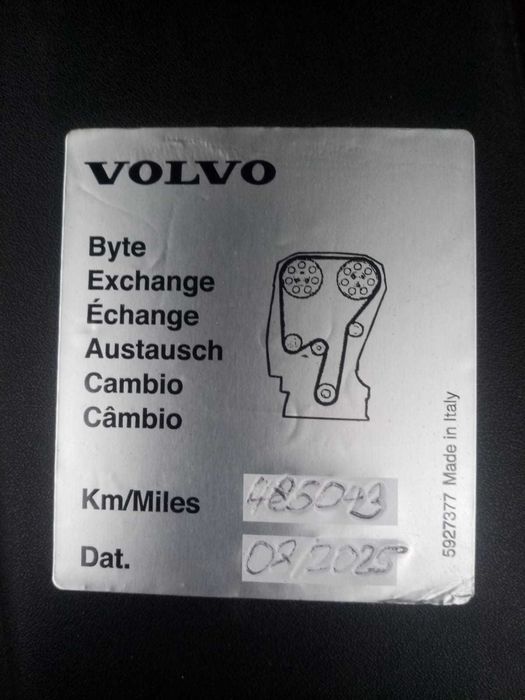 VOLVO
Byte
Exchange
Échange
Austausch
Cambio
Câmbio
Km/Miles 485043
Dat. 02/2025
5927377 Made in Italy